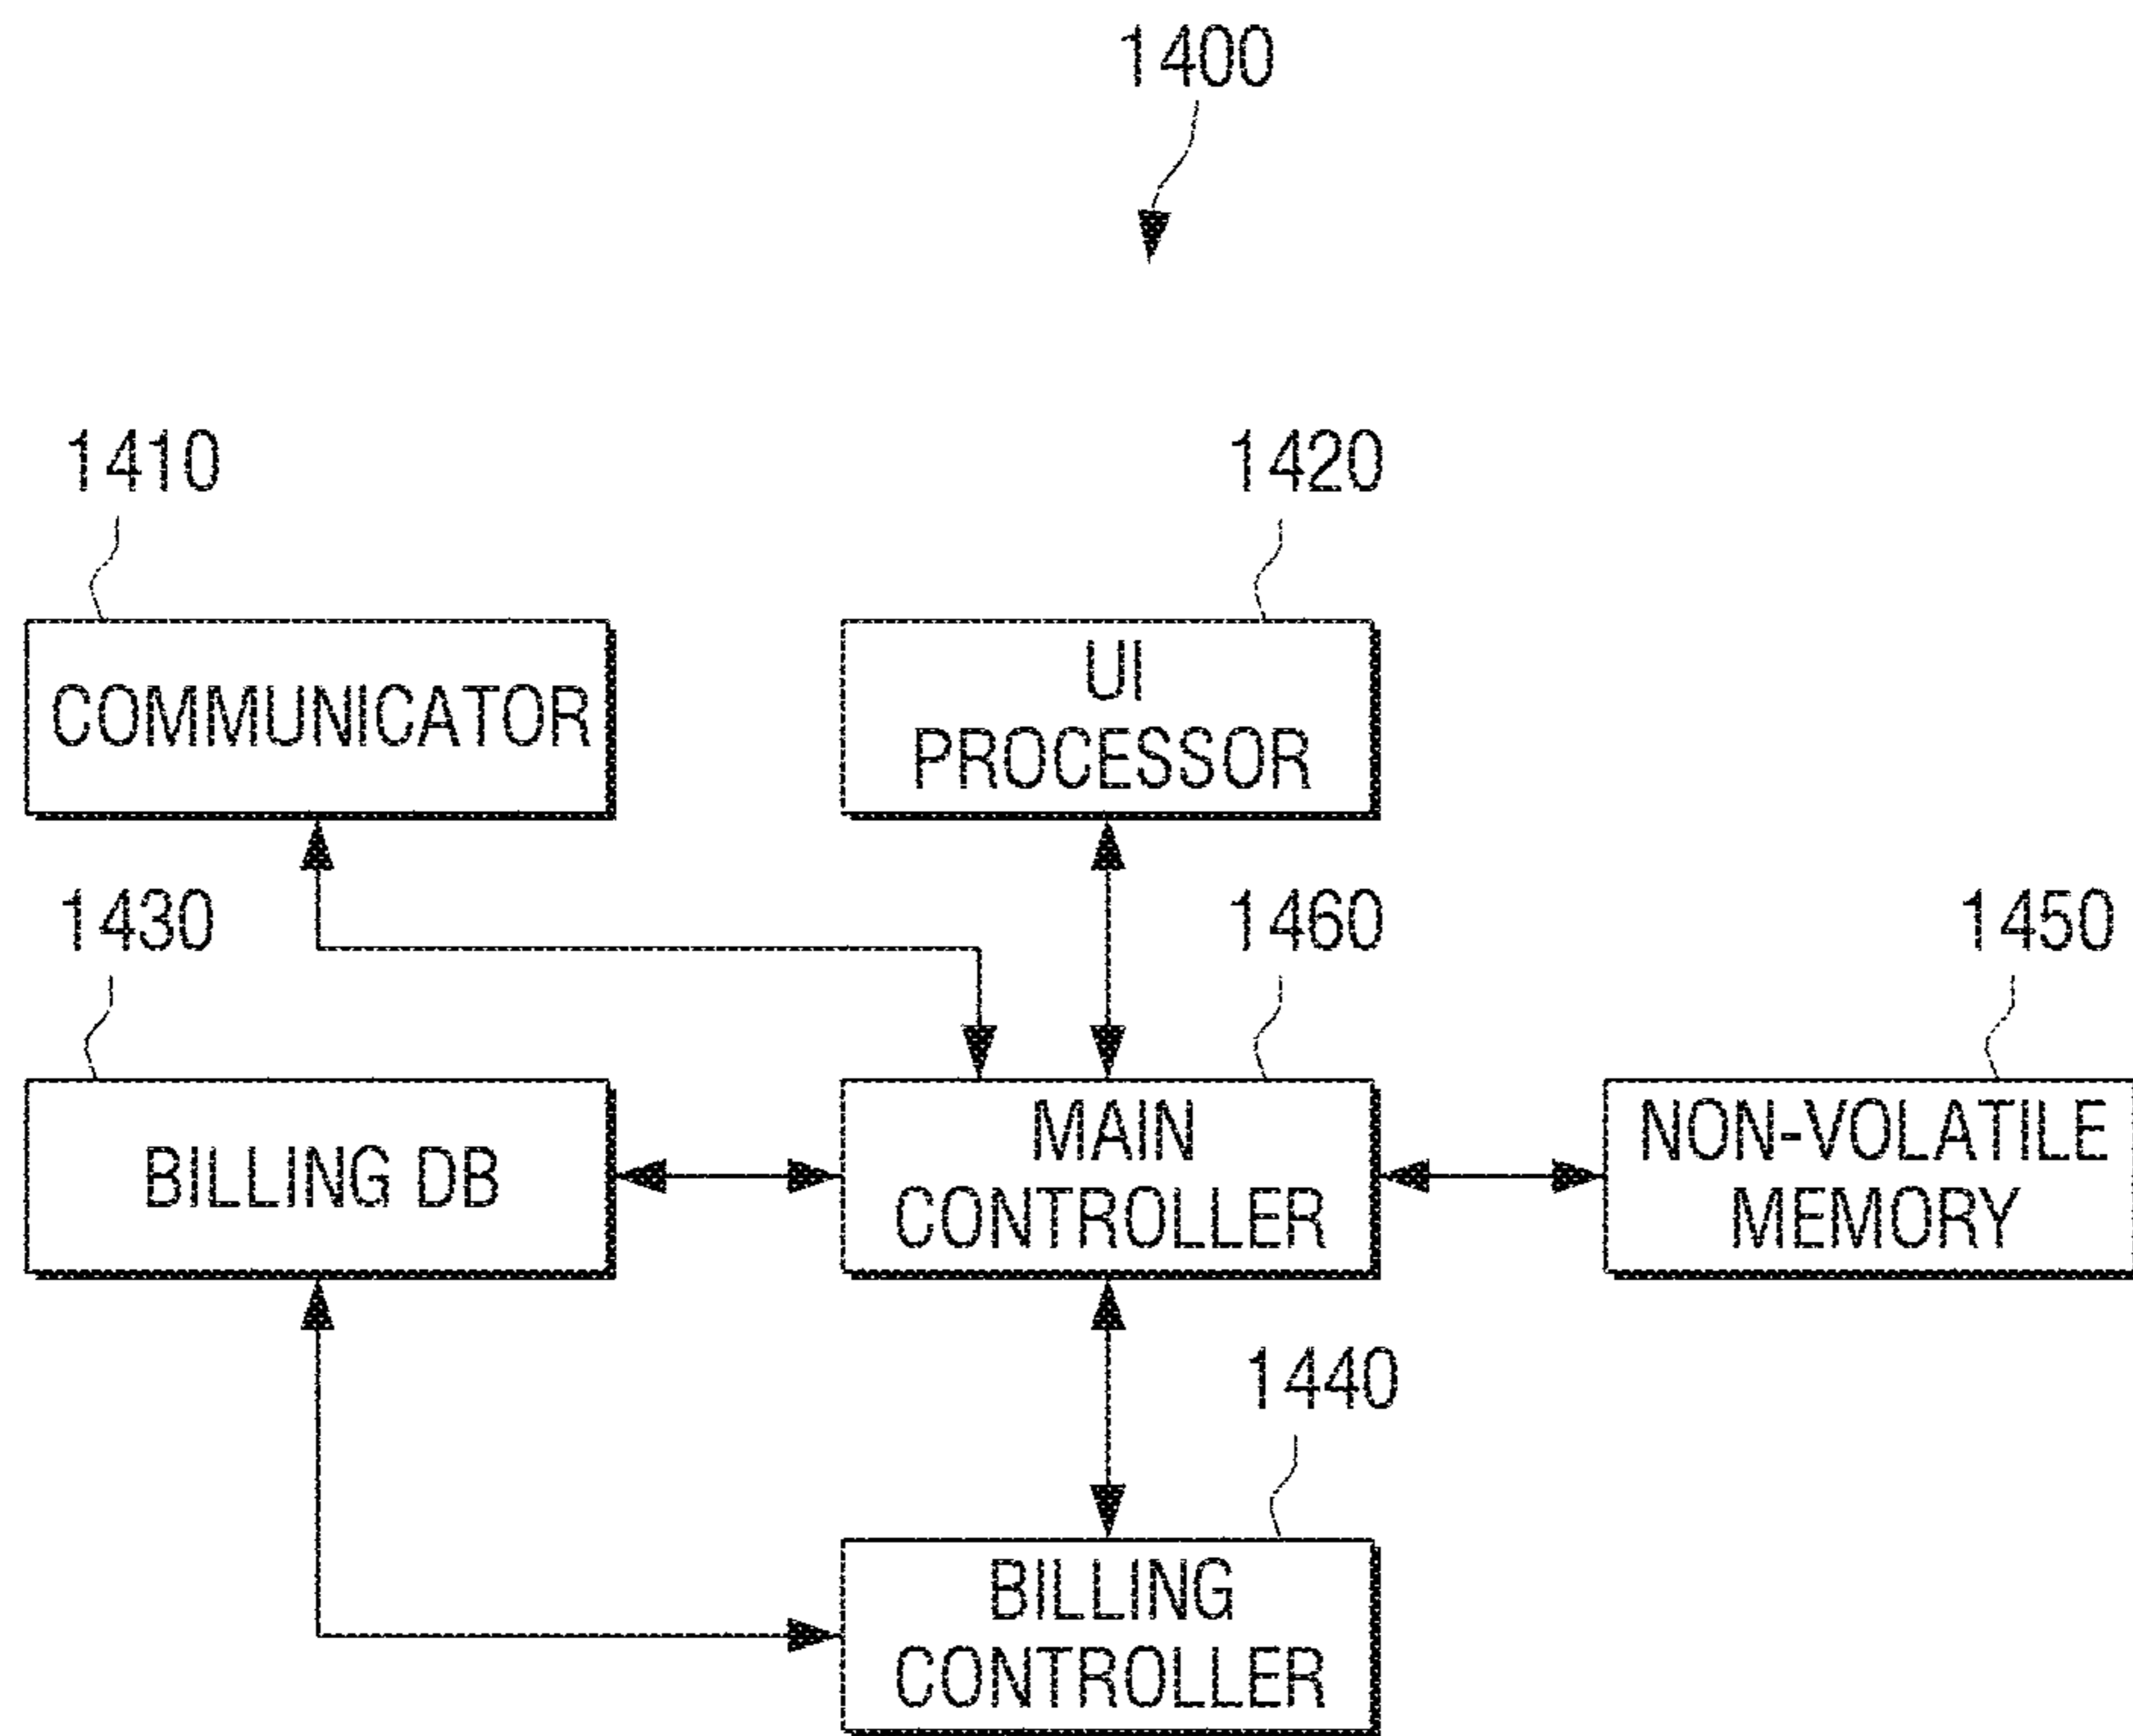 1400
1410
1420
COMMUNICATOR
UI
PROCESSOR
1430
1460
1450
BILLING DB
MAIN
CONTROLLER
NON-VOLATILE
MEMORY
1440
BILLING
CONTROLLER